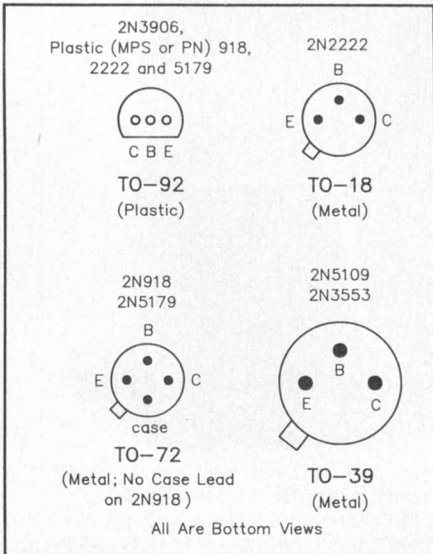 2N3906,
Plastic (MPS or PN) 918,
2222 and 5179
C B E
TO-92
(Plastic)
2N2222
B
E C
TO-18
(Metal)
2N918
2N5179
B
E C
case
TO-72
(Metal; No Case Lead
on 2N918)
2N5109
2N3553
B
E C
TO-39
(Metal)
All Are Bottom Views